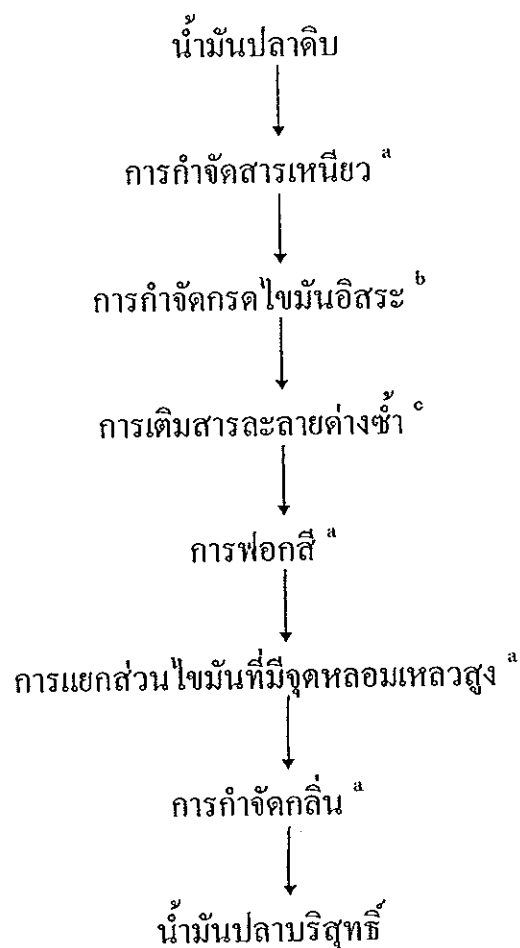 น้ำมันปลาดิบ
การกำจัดสารเหนียว a
การกำจัดกรดไขมันอิสระ b
การเติมสารละลายด่างซ้ำ c
การฟอกสี a
การแยกส่วนไขมันที่มีจุดหลอมเหลวสูง a
การกำจัดกลิ่น a
น้ำมันปลาบริสุทธิ์